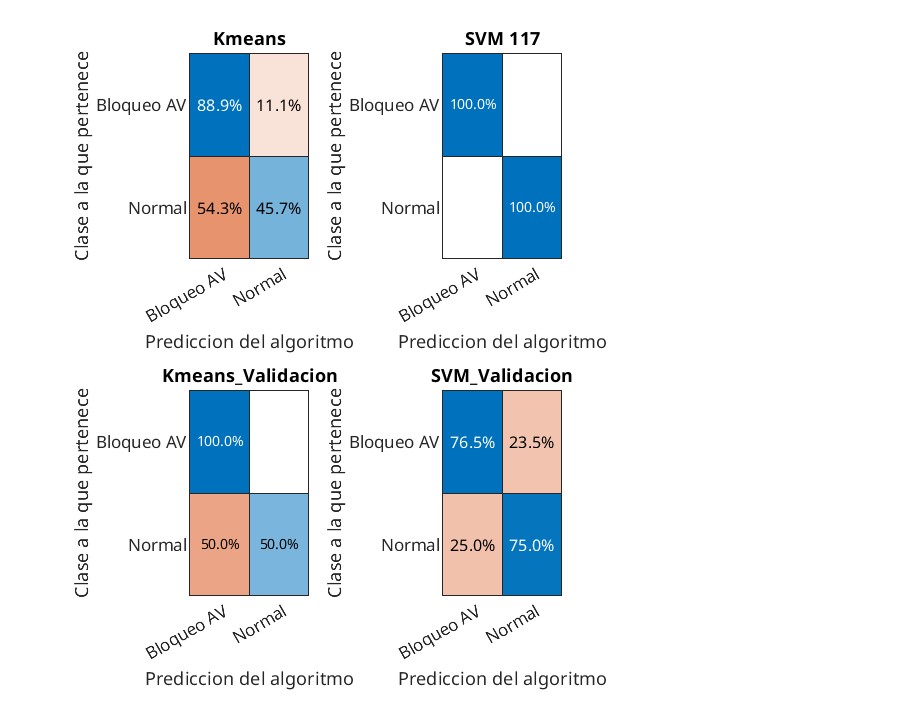 Kmeans
Clase a la que pertenece
Bloqueo AV
88.9%
11.1%
Normal
54.3%
45.7%
Bloqueo AV
Normal
Prediccion del algoritmo
SVM 117
Clase a la que pertenece
Bloqueo AV
100.0%
Normal
100.0%
Bloqueo AV
Normal
Prediccion del algoritmo
Kmeans_Validacion
Clase a la que pertenece
Bloqueo AV
100.0%
Normal
50.0%
50.0%
Bloqueo AV
Normal
Prediccion del algoritmo
SVM_Validacion
Clase a la que pertenece
Bloqueo AV
76.5%
23.5%
Normal
25.0%
75.0%
Bloqueo AV
Normal
Prediccion del algoritmo